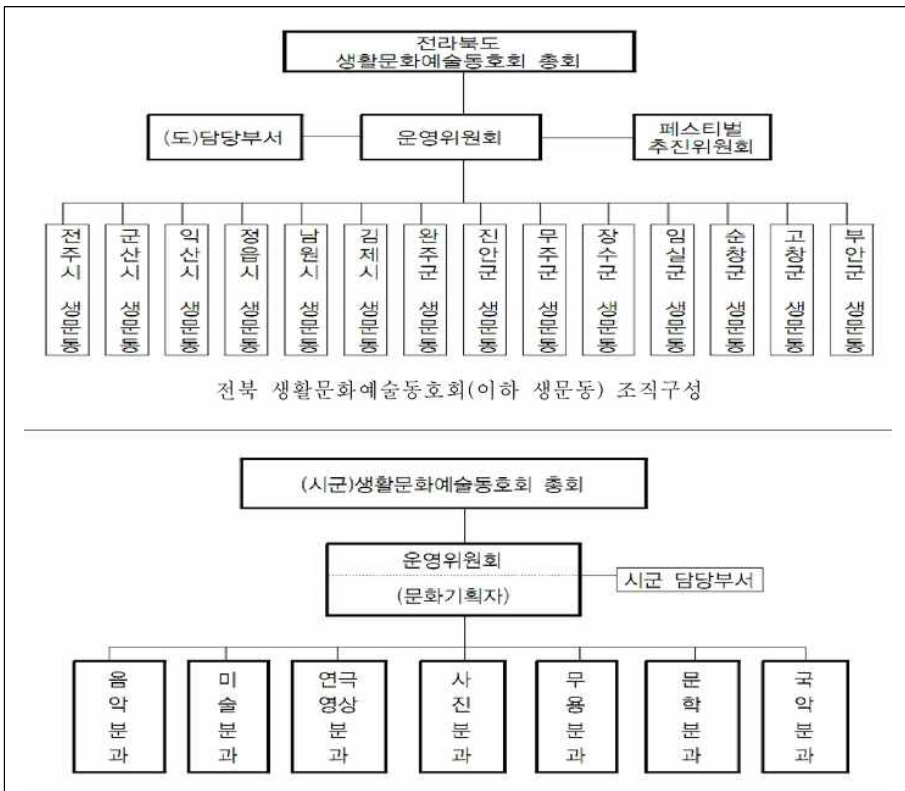 전라북도
생활문화예술동호회 총회
(도)담당부서
운영위원회
페스티벌
추진위원회
전주시 생문동
군산시 생문동
익산시 생문동
정읍시 생문동
남원시 생문동
김제시 생문동
완주군 생문동
진안군 생문동
무주군 생문동
장수군 생문동
임실군 생문동
순창군 생문동
고창군 생문동
부안군 생문동
전북 생활문화예술동호회(이하 생문동) 조직구성
(시군)생활문화예술동호회 총회
운영위원회
(문화기획자)
시군 담당부서
음악분과
미술분과
연극
영상
분
과
사진분과
무용분과
문학분과
국악분과